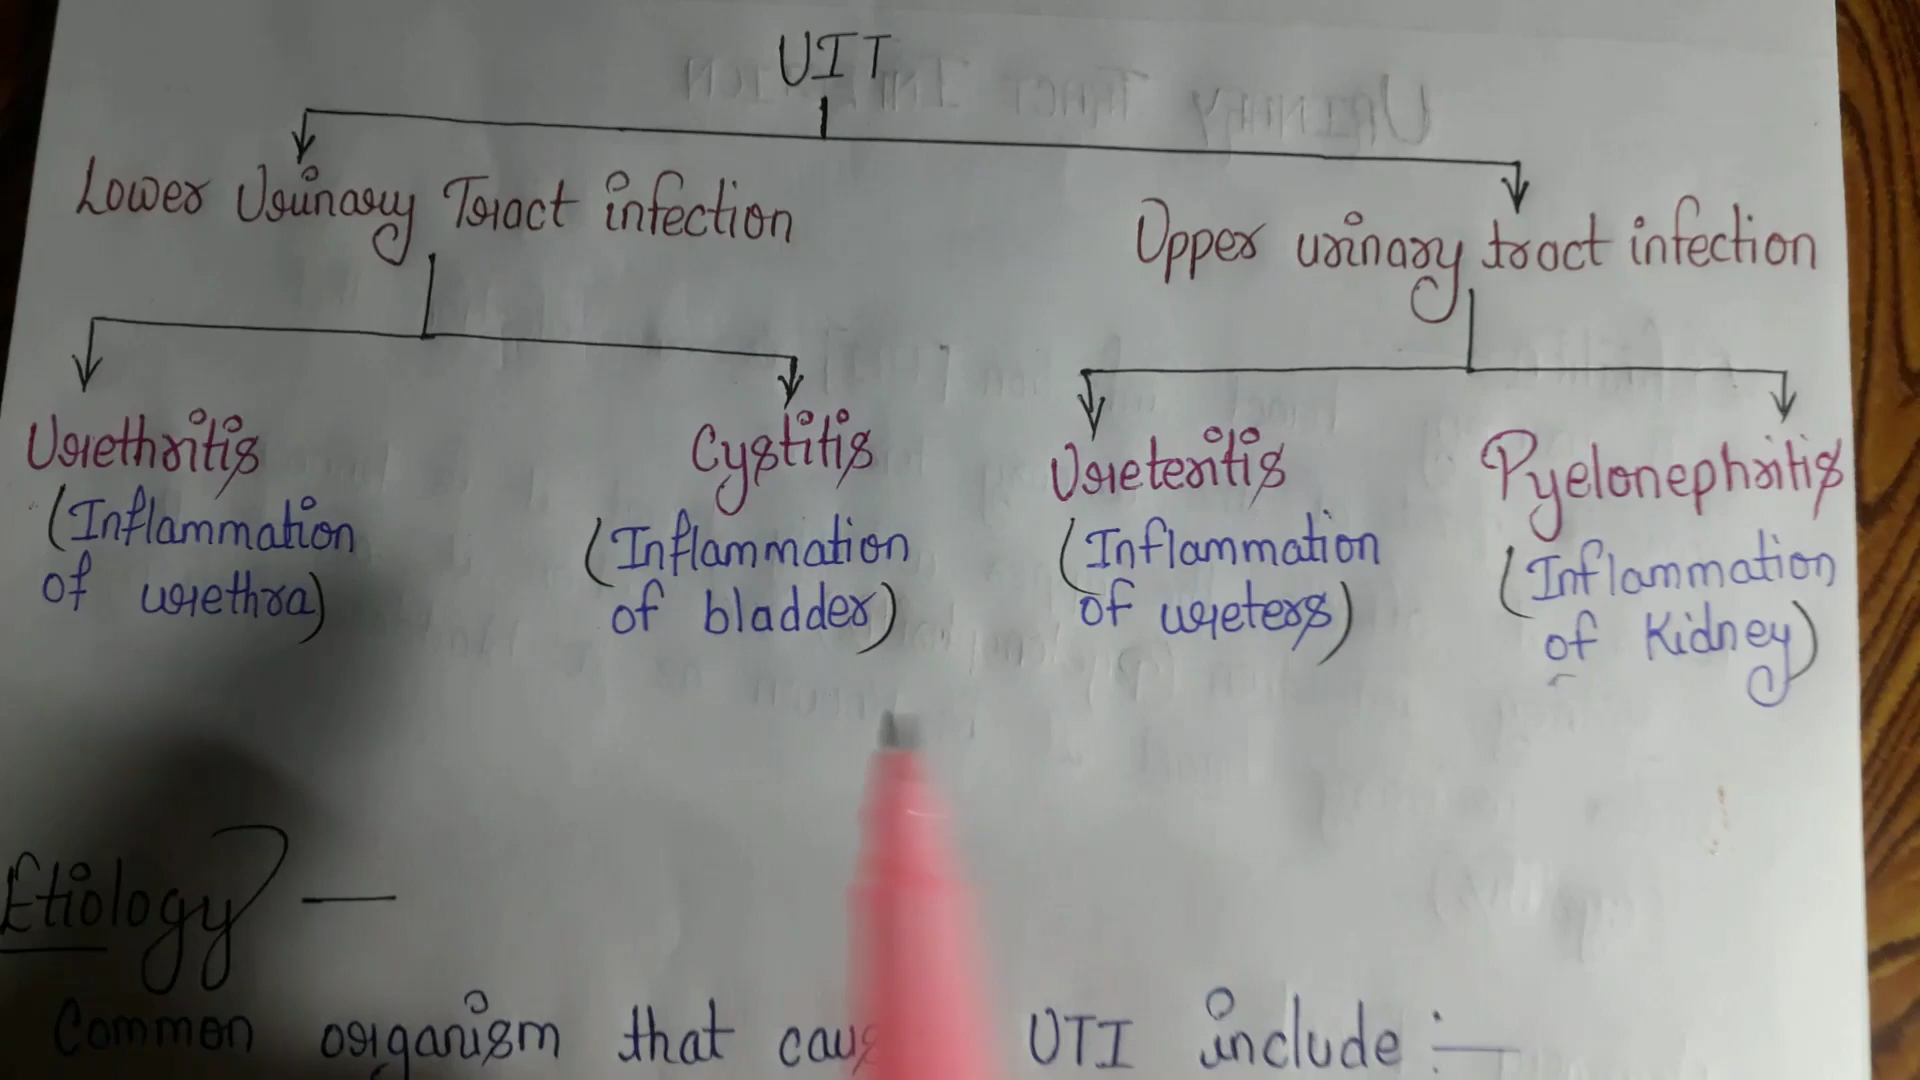 UIT
Lower Urinary Tract infection
Upper urinary tract infection
Urethritis
(Inflammation
of urethra)
Cystitis
(Inflammation
of bladder)
Ureteritis
(Inflammation
of ureters)
Pyelonephritis
(Inflammation
of Kidney)
Etiology —
Common organism that UTI include :—